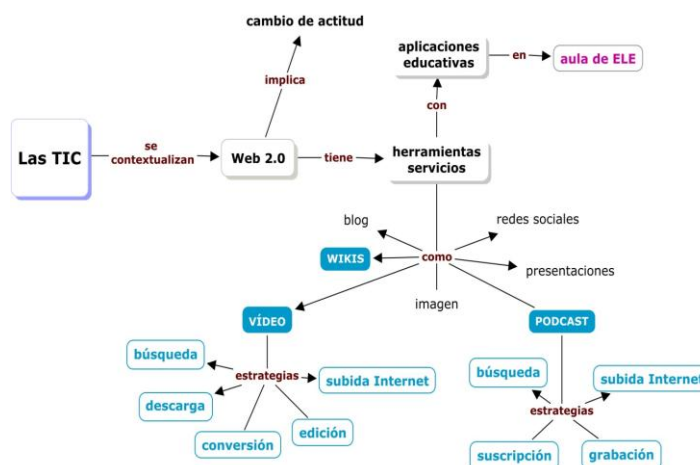 cambio de actitud
aplicaciones
educativas
en
aula de ELE
implica
con
Las TIC
se
contextualizan
Web 2.0
tiene
herramientas
servicios
blog
redes sociales
WIKIS
como
presentaciones
imagen
VÍDEO
PODCAST
búsqueda
estrategias
subida Internet
descarga
edición
conversión
búsqueda
subida Internet
estrategias
suscripción
grabación